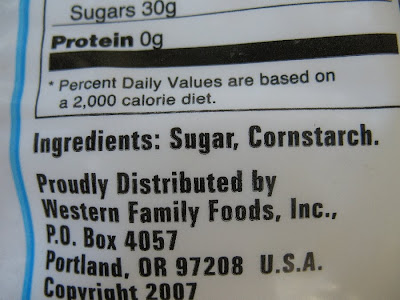 Sugars 30g
Protein 0g
* Percent Daily Values are based on
a 2,000 calorie diet.
Ingredients: Sugar, Cornstarch.
Proudly Distributed by
Western Family Foods, Inc.,
P.O. Box 4057
Portland, OR 97208 U.S.A.
Copyright 2007